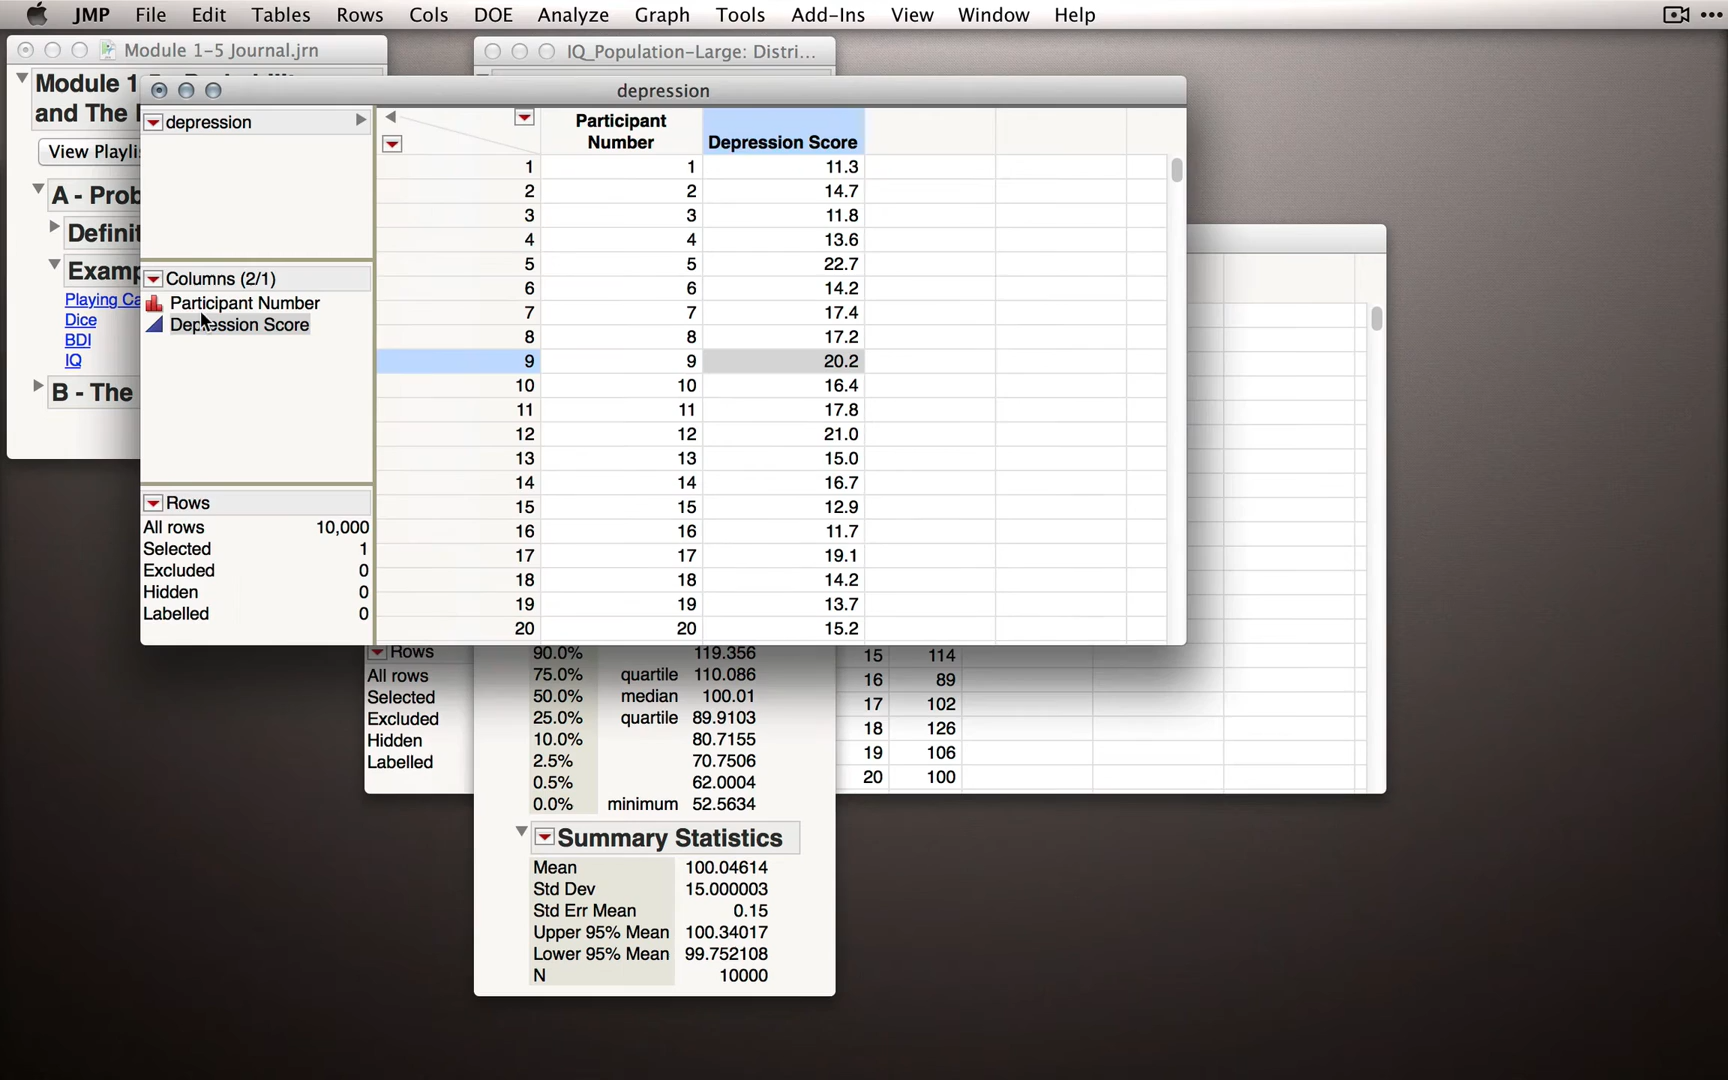 JMP File Edit Tables Rows Cols DOE Analyze Graph Tools Add-Ins View Window Help
Module 1-5 Journal.jrn
Module 1
and The
View Playli
A - Prob
Definit
Examp
Playing Ca
Dice
BDI
IQ
B - The
IQ_Population-Large: Distri...
depression
depression
Columns (2/1)
Participant Number
Depression Score
Rows
All rows 10,000
Selected 1
Excluded 0
Hidden 0
Labelled 0
Participant
Number Depression Score
1 1 11.3
2 2 14.7
3 3 11.8
4 4 13.6
5 5 22.7
6 6 14.2
7 7 17.4
8 8 17.2
9 9 20.2
10 10 16.4
11 11 17.8
12 12 21.0
13 13 15.0
14 14 16.7
15 15 12.9
16 16 11.7
17 17 19.1
18 18 14.2
19 19 13.7
20 20 15.2
Rows
All rows
Selected
Excluded
Hidden
Labelled
90.0% 119.356
75.0% quartile 110.086
50.0% median 100.01
25.0% quartile 89.9103
10.0% 80.7155
2.5% 70.7506
0.5% 62.0004
0.0% minimum 52.5634
Summary Statistics
Mean 100.04614
Std Dev 15.000003
Std Err Mean 0.15
Upper 95% Mean 100.34017
Lower 95% Mean 99.752108
N 10000
15 114
16 89
17 102
18 126
19 106
20 100